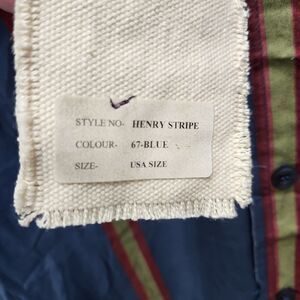 STYLE NO- HENRY STRIPE
COLOUR- 67-BLUE
SIZE- USA SIZE